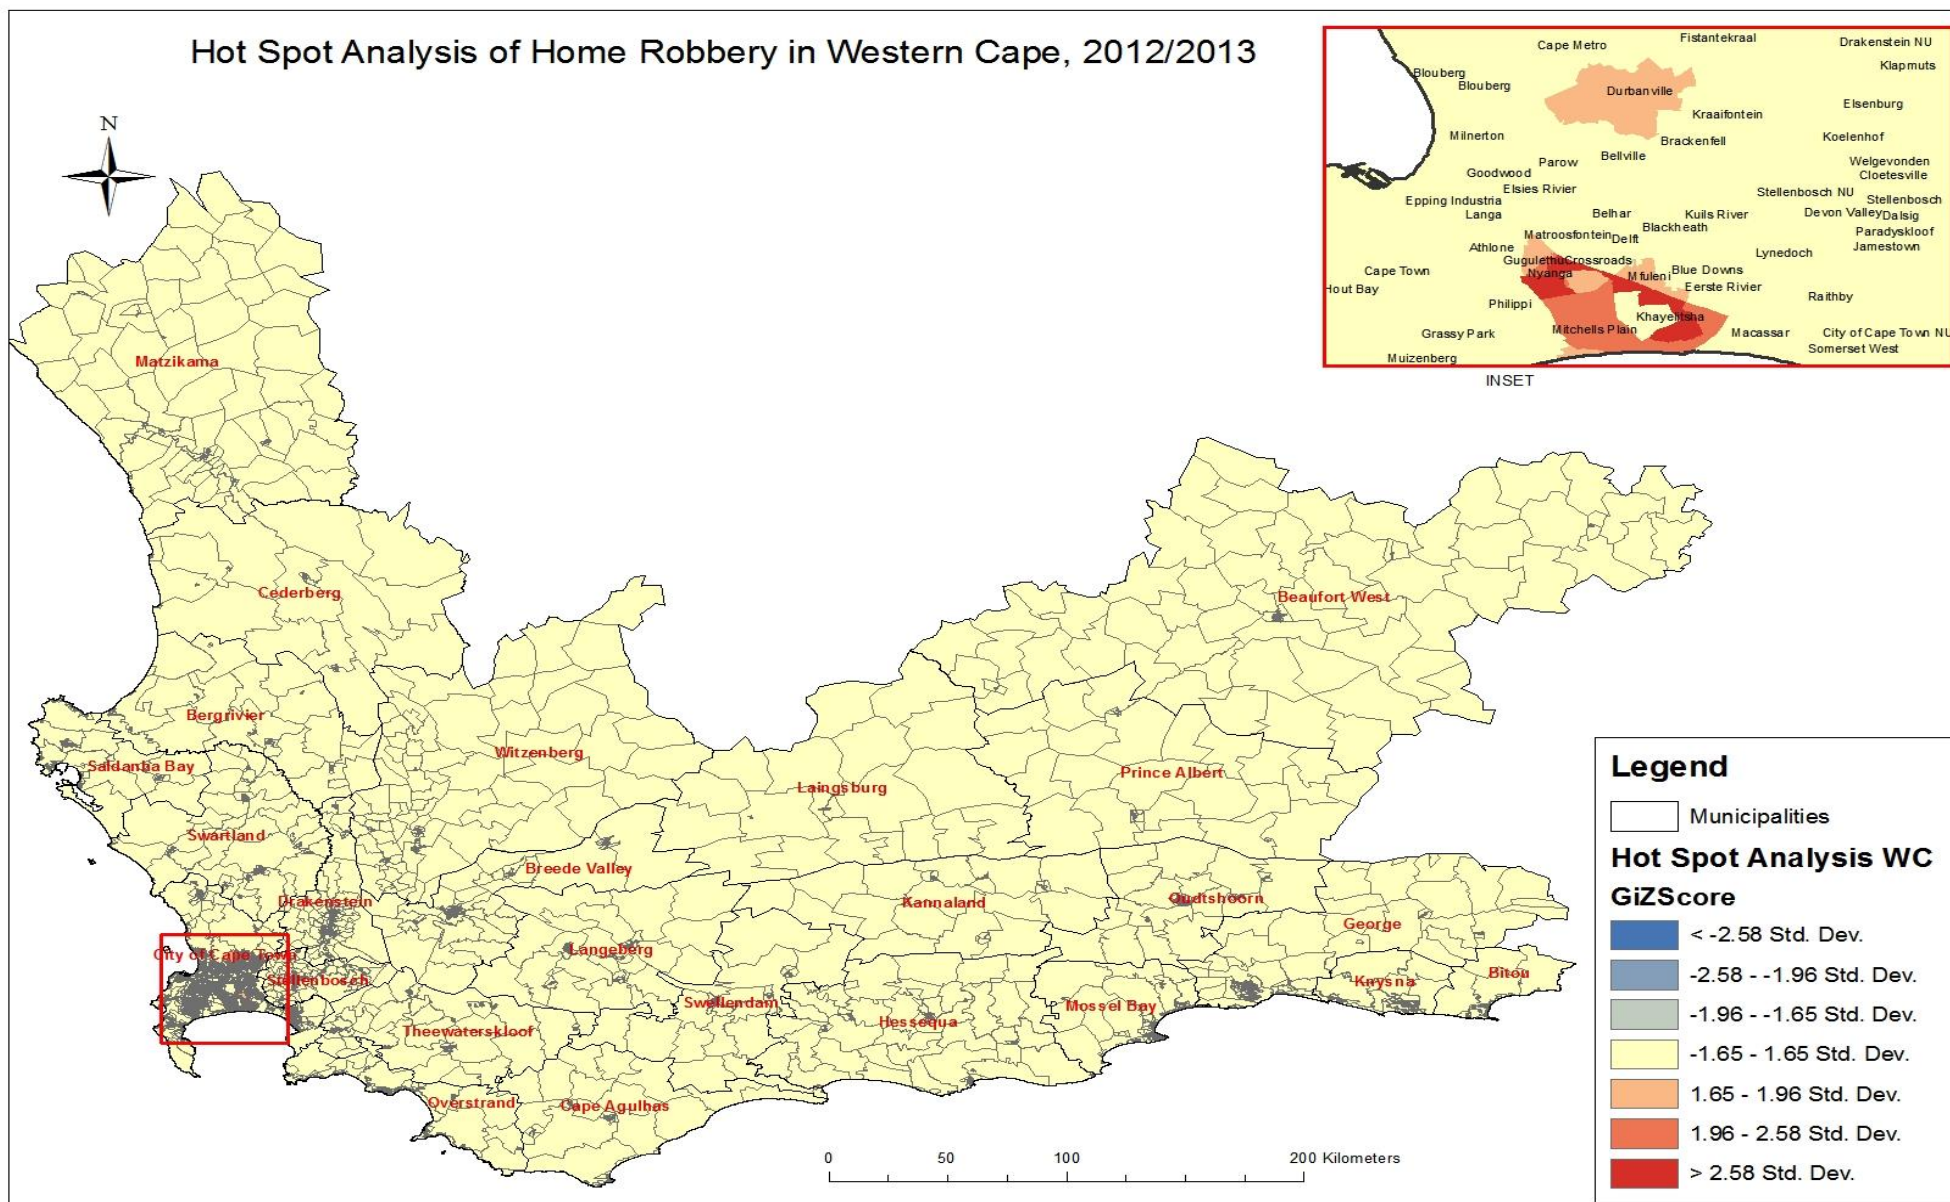 Hot Spot Analysis of Home Robbery in Western Cape, 2012/2013
N
Fistantekraal
Cape Metro
Drakenstein NU
Klapmuts
Blouberg
Blouberg
Durbanville
Elsenburg
Kraaifontein
Milnerton
Brackenfell
Koelenhof
Bellville
Parow
Welgevonden
Goodwood
Cloetesville
Elsies Rivier
Stellenbosch NU
Epping Industria
Stellenbosch
Langa
Belhar
Kuils River
Devon Valley
Dalsig
Blackheath
Matroosfontein
Delft
Paradyskloof
Athlone
Jamestown
Lynedoch
Gugulethu
Crossroads
Cape Town
Nyanga
Mfuleni
Blue Downs
Hout Bay
Eerste Rivier
Raithby
Philippi
Khayelitsha
Grassy Park
Mitchells Plain
Macassar
City of Cape Town NU
Somerset West
Muizenberg
INSET
Matzikama
Cederberg
Beaufort West
Bergrivier
Witzenberg
Saldanha Bay
Prince Albert
Laingsburg
Swartland
Breede Valley
Drakenstein
Kannaland
Oudtshoorn
George
Langeberg
City of Cape Town
Stellenbosch
Bitou
Knysna
Swellendam
Mossel Bay
Hessequa
Theewaterskloof
Overstrand
Cape Agulhas
0 50 100 200 Kilometers
Legend
Municipalities
Hot Spot Analysis WC
GiZScore
< -2.58 Std. Dev.
-2.58 - -1.96 Std. Dev.
-1.96 - -1.65 Std. Dev.
-1.65 - 1.65 Std. Dev.
1.65 - 1.96 Std. Dev.
1.96 - 2.58 Std. Dev.
> 2.58 Std. Dev.